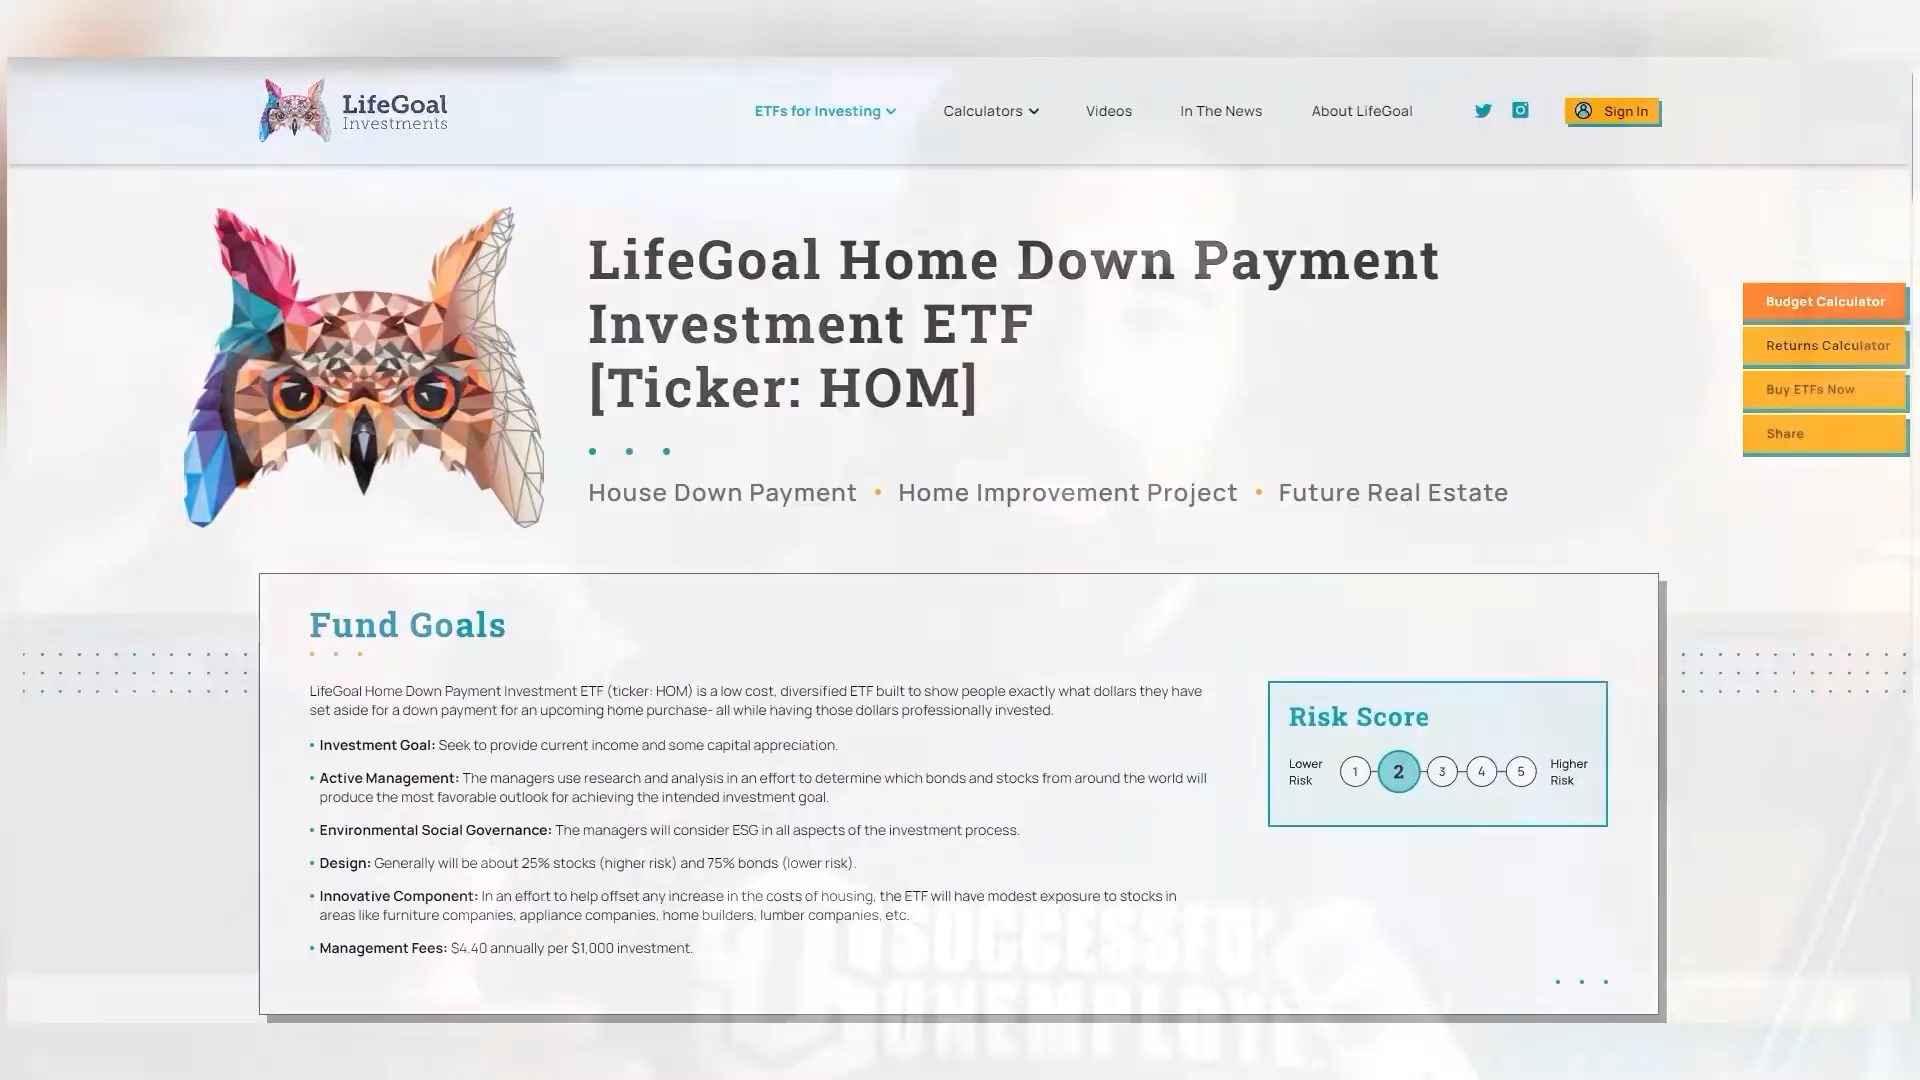 LifeGoal
Investments
ETFs for Investing
Calculators
Videos
In The News
About LifeGoal
Sign In
LifeGoal Home Down Payment
Investment ETF
[Ticker: HOM]
House Down Payment • Home Improvement Project • Future Real Estate
Budget Calculator
Returns Calculator
Buy ETFs Now
Share
Fund Goals
LifeGoal Home Down Payment Investment ETF (ticker: HOM) is a low cost, diversified ETF built to show people exactly what dollars they have
set aside for a down payment for an upcoming home purchase- all while having those dollars professionally invested.
• Investment Goal: Seek to provide current income and some capital appreciation.
• Active Management: The managers use research and analysis in an effort to determine which bonds and stocks from around the world will
produce the most favorable outlook for achieving the intended investment goal.
• Environmental Social Governance: The managers will consider ESG in all aspects of the investment process.
• Design: Generally will be about 25% stocks (higher risk) and 75% bonds (lower risk).
• Innovative Component: In an effort to help offset any increase in the costs of housing, the ETF will have modest exposure to stocks in
areas like furniture companies, appliance companies, home builders, lumber companies, etc.
• Management Fees: $4.40 annually per $1,000 investment.
Risk Score
Lower
Risk
1 2 3 4 5
Higher
Risk